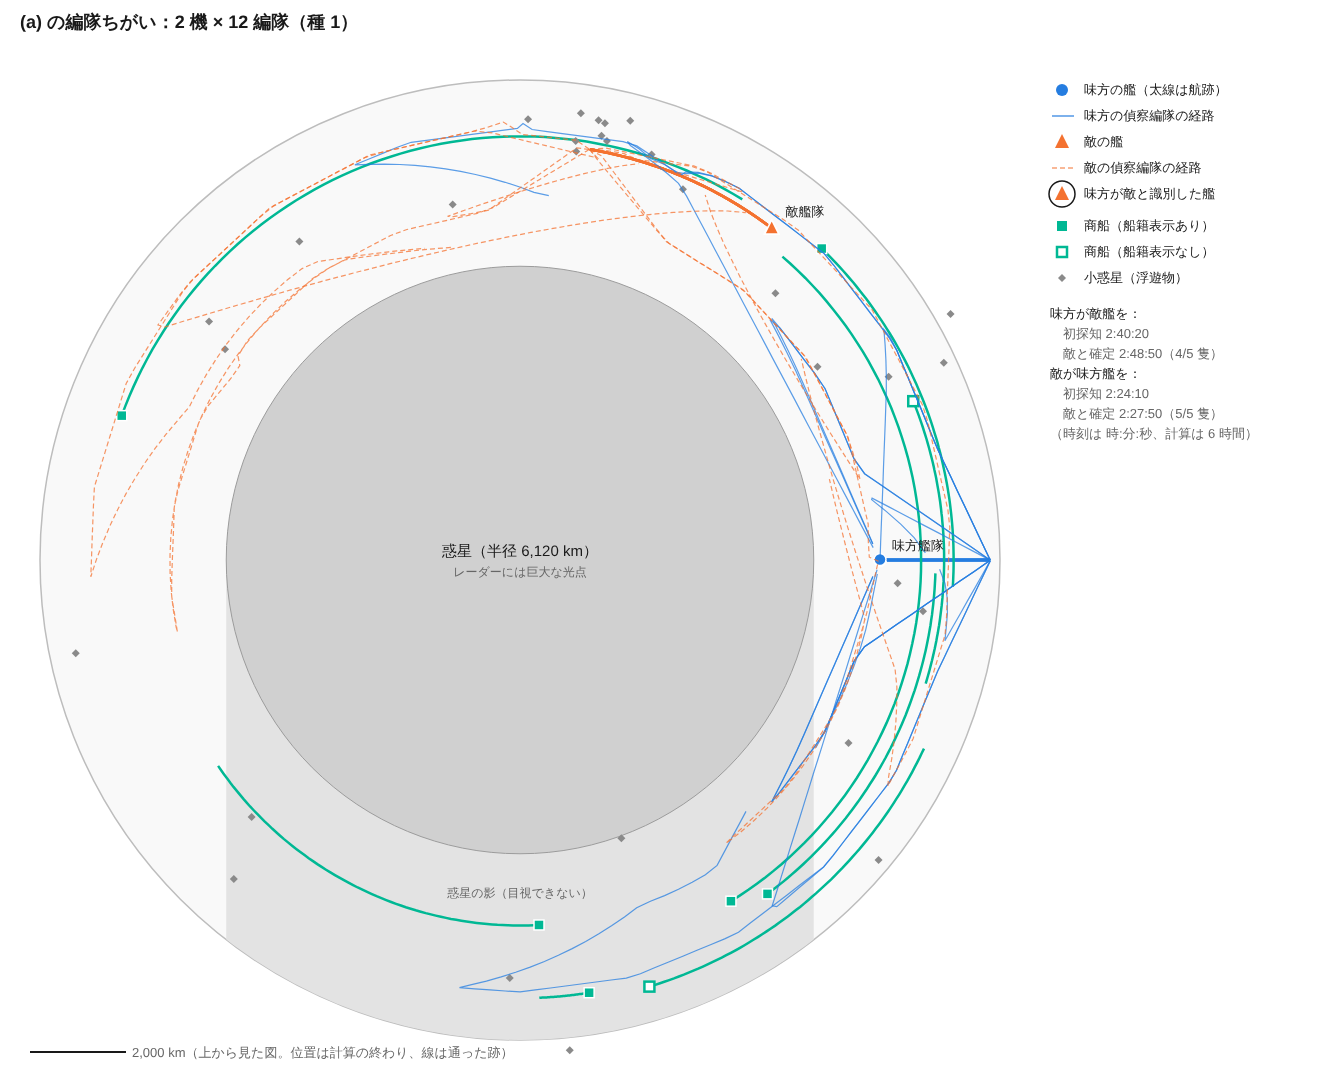 (a) の編隊ちがい：2 機 × 12 編隊（種 1）
味方の艦（太線は航跡）
味方の偵察編隊の経路
敵の艦
敵の偵察編隊の経路
味方が敵と識別した艦
商船（船籍表示あり）
商船（船籍表示なし）
小惑星（浮遊物）
味方が敵艦を：
初探知 2:40:20
敵と確定 2:48:50（4/5 隻）
敵が味方艦を：
初探知 2:24:10
敵と確定 2:27:50（5/5 隻）
（時刻は 時:分:秒、計算は 6 時間）
敵艦隊
味方艦隊
惑星（半径 6,120 km）
レーダーには巨大な光点
惑星の影（目視できない）
2,000 km（上から見た図。位置は計算の終わり、線は通った跡）